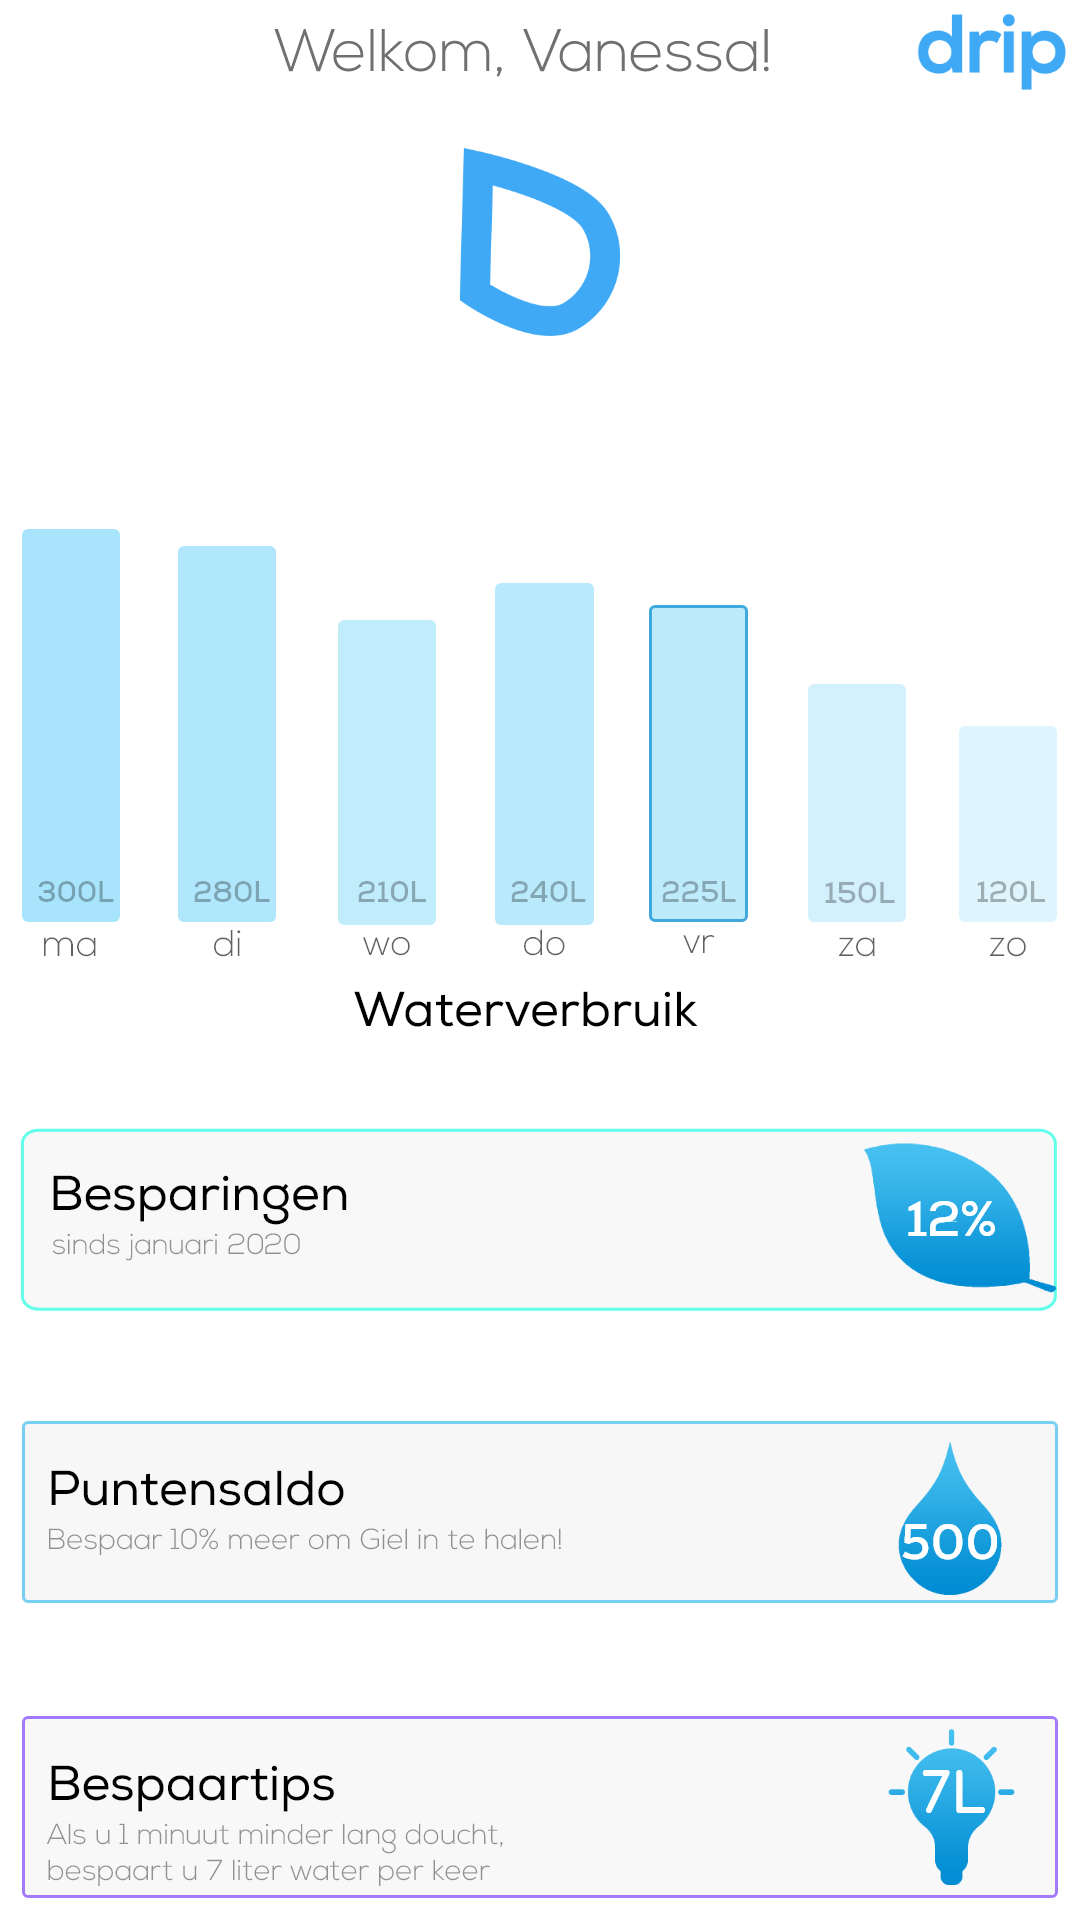 Welkom, Vanessa!
drip
300L 280L 210L 240L 225L 150L 120L
ma di wo do vr za zo
Waterverbruik
Besparingen
sinds januari 2020
12%
Puntensaldo
Bespaar 10% meer om Giel in te halen!
500
Bespaartips
Als u 1 minuut minder lang doucht,
bespaart u 7 liter water per keer
7L